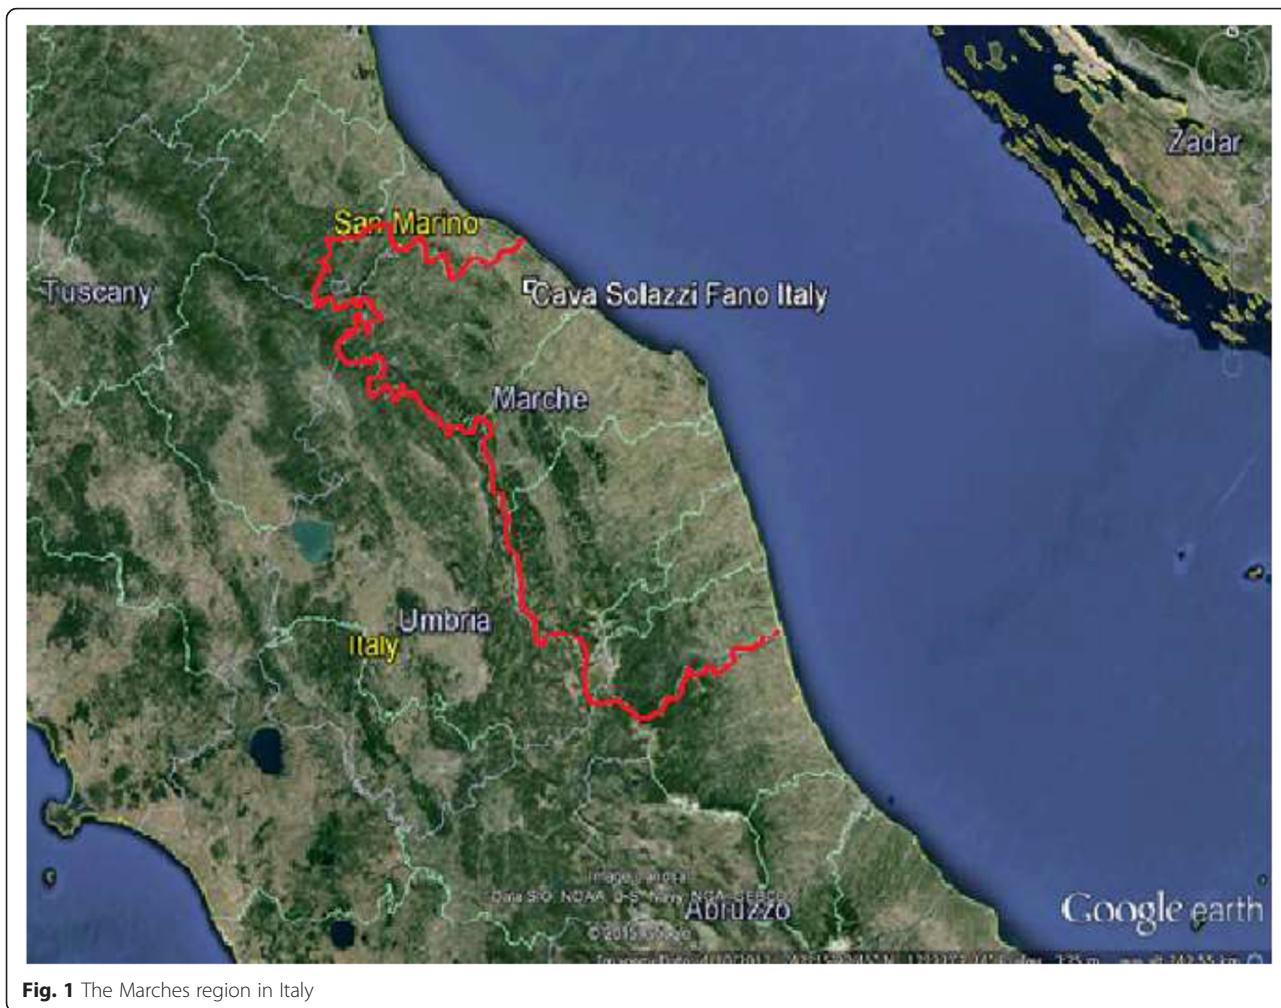 Zadar
San Marino
Tuscany
Cava Solazzi Fano Italy
Marche
Umbria
Italy
Abruzzo
Google earth
Fig. 1 The Marches region in Italy